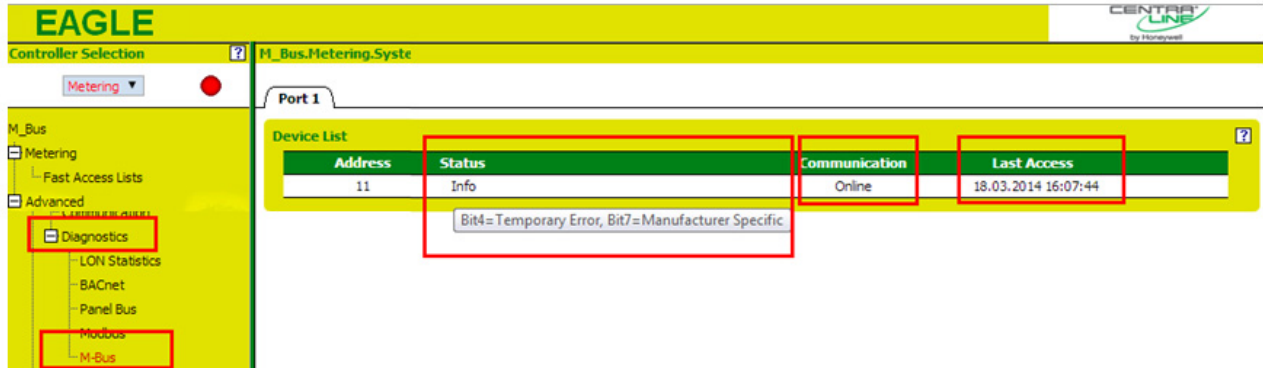 EAGLE
CENTRA
LINE
by Honeywell
Controller Selection ?
M_Bus.Metering.Syste
Metering ▼
Port 1
M_Bus
Metering
Fast Access Lists
Advanced
Communication
Diagnostics
LON Statistics
BACnet
Panel Bus
Modbus
M-Bus
Device List ?
Address Status Communication Last Access
11 Info Online 18.03.2014 16:07:44
Bit4=Temporary Error, Bit7=Manufacturer Specific